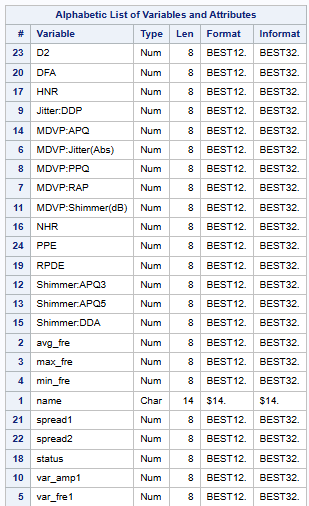 Alphabetic List of Variables and Attributes
# Variable Type Len Format Informat
23 D2 Num 8 BEST12. BEST32.
20 DFA Num 8 BEST12. BEST32.
17 HNR Num 8 BEST12. BEST32.
9 Jitter:DDP Num 8 BEST12. BEST32.
14 MDVP:APQ Num 8 BEST12. BEST32.
6 MDVP:Jitter(Abs) Num 8 BEST12. BEST32.
8 MDVP:PPQ Num 8 BEST12. BEST32.
7 MDVP:RAP Num 8 BEST12. BEST32.
11 MDVP:Shimmer(dB) Num 8 BEST12. BEST32.
16 NHR Num 8 BEST12. BEST32.
24 PPE Num 8 BEST12. BEST32.
19 RPDE Num 8 BEST12. BEST32.
12 Shimmer:APQ3 Num 8 BEST12. BEST32.
13 Shimmer:APQ5 Num 8 BEST12. BEST32.
15 Shimmer:DDA Num 8 BEST12. BEST32.
2 avg_fre Num 8 BEST12. BEST32.
3 max_fre Num 8 BEST12. BEST32.
4 min_fre Num 8 BEST12. BEST32.
1 name Char 14 $14. $14.
21 spread1 Num 8 BEST12. BEST32.
22 spread2 Num 8 BEST12. BEST32.
18 status Num 8 BEST12. BEST32.
10 var_amp1 Num 8 BEST12. BEST32.
5 var_fre1 Num 8 BEST12. BEST32.